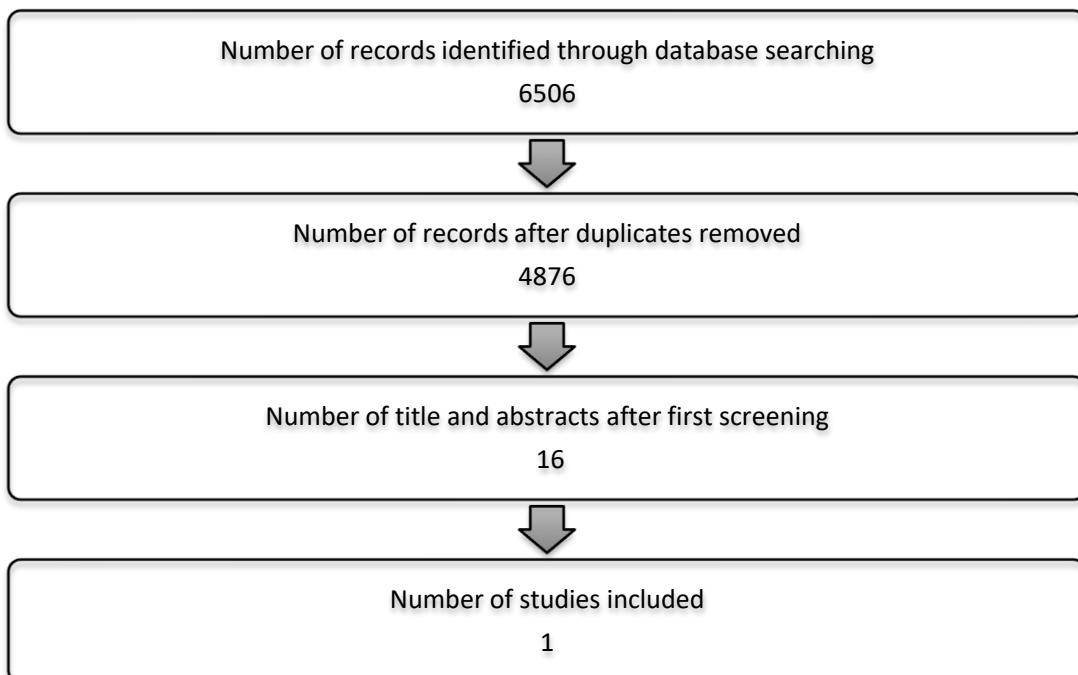 Number of records identified through database searching
6506
Number of records after duplicates removed
4876
Number of title and abstracts after first screening
16
Number of studies included
1